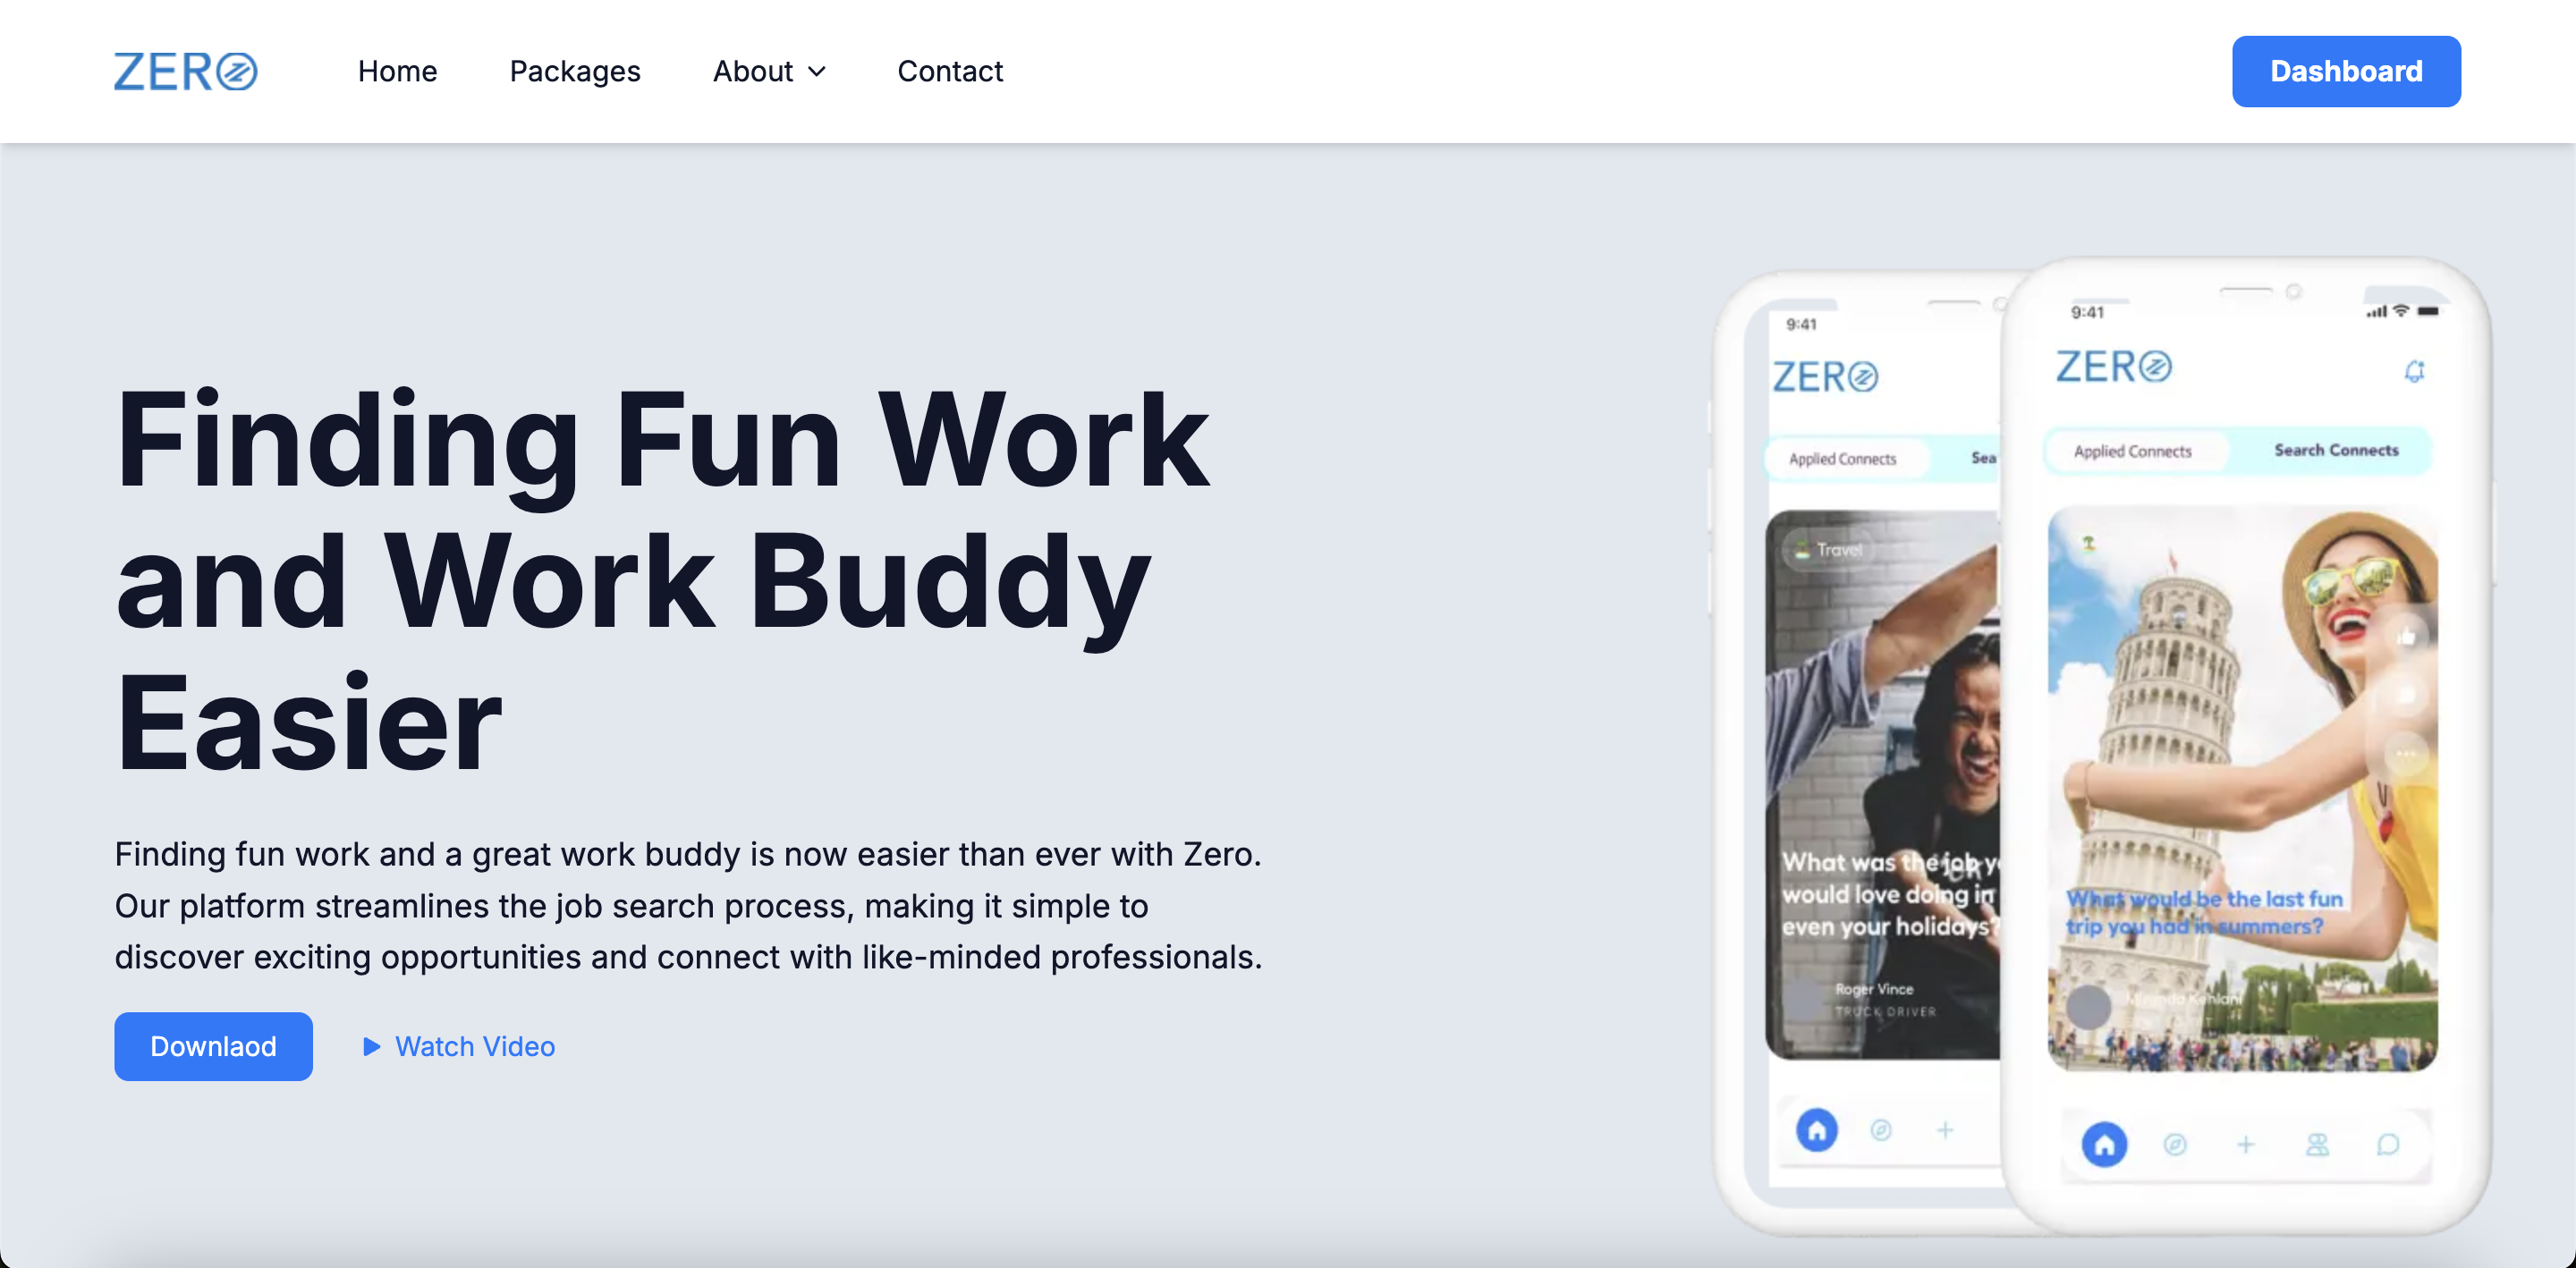 ZERO
Home
Packages
About
Contact
Dashboard
Finding Fun Work
and Work Buddy
Easier
Finding fun work and a great work buddy is now easier than ever with Zero.
Our platform streamlines the job search process, making it simple to
discover exciting opportunities and connect with like-minded professionals.
Downlaod
Watch Video
9:41
ZERO
Applied Connects
Sea
Travel
What was the job y
would love doing in
even your holidays?
Roger Vince
TRUCK DRIVER
9:41
ZERO
Applied Connects
Search Connects
What would be the last fun
trip you had in summers?
Kehlani